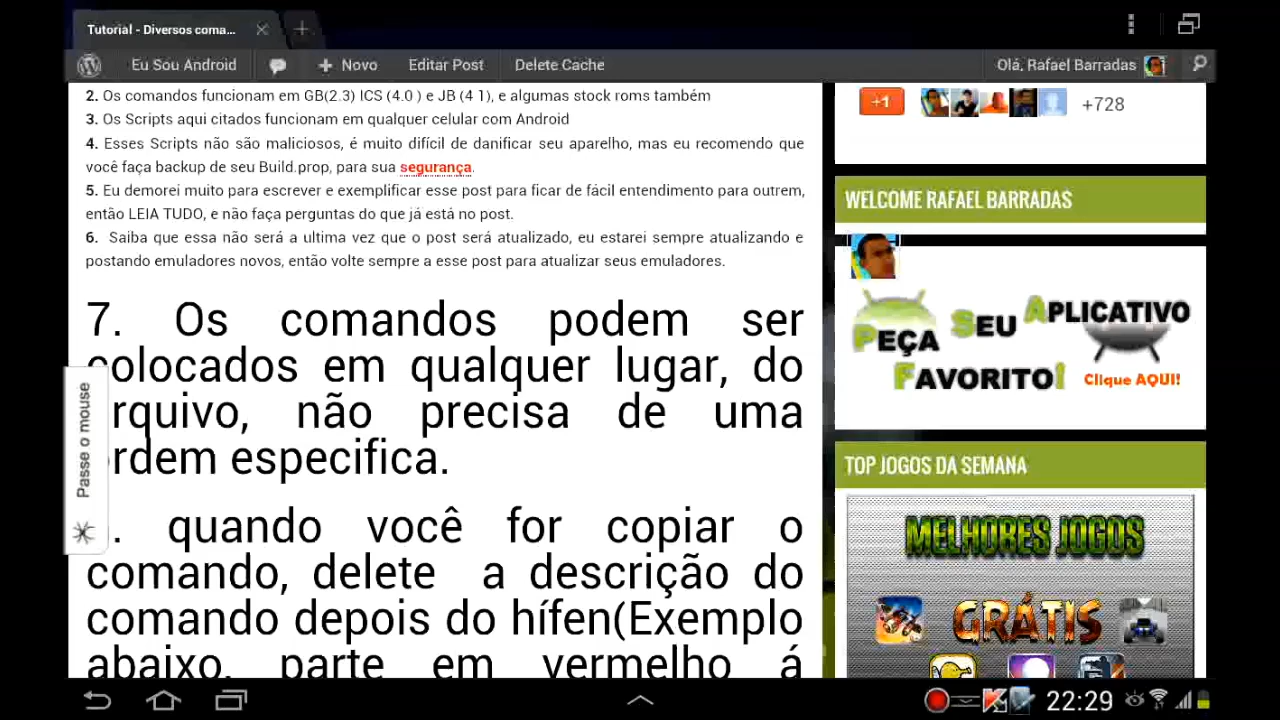 Tutorial - Diversos coma...
Eu Sou Android
Novo
Editar Post
Delete Cache
Olá, Rafael Barradas
2. Os comandos funcionam em GB(2.3) ICS (4.0 ) e JB (4 1), e algumas stock roms também
3. Os Scripts aqui citados funcionam em qualquer celular com Android
4. Esses Scripts não são maliciosos, é muito difícil de danificar seu aparelho, mas eu recomendo que
você faça backup de seu Build.prop, para sua segurança.
5. Eu demorei muito para escrever e exemplificar esse post para ficar de fácil entendimento para outrem,
então LEIA TUDO, e não faça perguntas do que já está no post.
6. Saiba que essa não será a ultima vez que o post será atualizado, eu estarei sempre atualizando e
postando emuladores novos, então volte sempre a esse post para atualizar seus emuladores.
7. Os comandos podem ser
colocados em qualquer lugar, do
rquivo, não precisa de uma
rdem especifica.
. quando você for copiar o
comando, delete a descrição do
comando depois do hífen(Exemplo
abaixo, parte em vermelho á
Passe o mouse
+1
+728
WELCOME RAFAEL BARRADAS
PEÇA SEU APLICATIVO
FAVORITO!
Clique AQUI!
TOP JOGOS DA SEMANA
MELHORES JOGOS
GRÁTIS
22:29